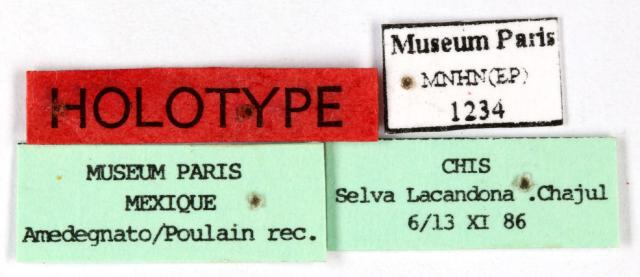 Museum Paris
MNHN(EP)
1234
HOLOTYPE
MUSEUM PARIS
MEXIQUE
Amedegnato/Poulain rec.
CHIS
Selva Lacandona .Chajul
6/13 XI 86